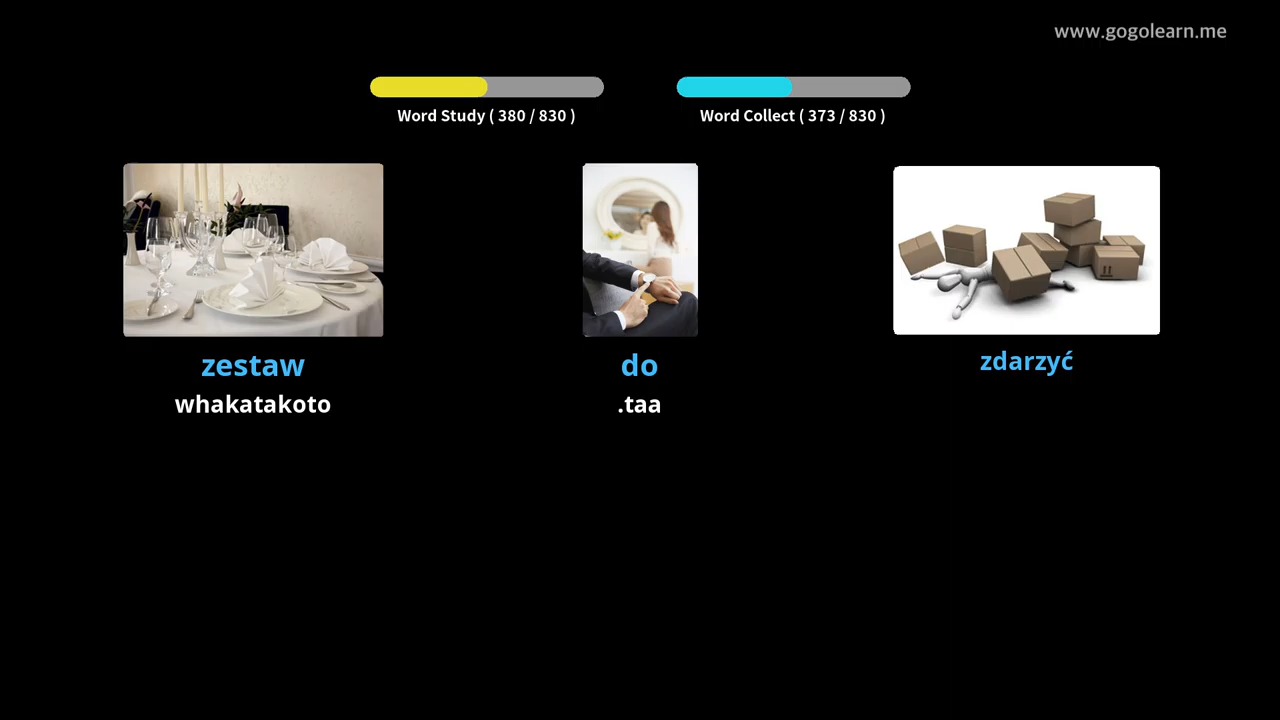 www.gogolearn.me
Word Study ( 380 / 830 )
Word Collect ( 373 / 830 )
zestaw
whakatakoto
do
.taa
zdarzyć